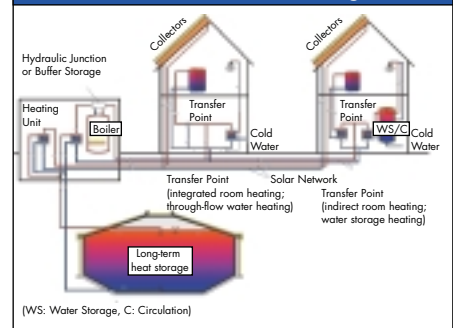 Collectors
Collectors
Hydraulic Junction
or Buffer Storage
Heating
Unit
Boiler
Transfer
Point
Cold
Water
Transfer
Point
WS/C
Cold
Water
Transfer Point
(integrated room heating;
through-flow water heating)
Solar Network
Transfer Point
(indirect room heating;
water storage heating)
Long-term
heat storage
(WS: Water Storage, C: Circulation)